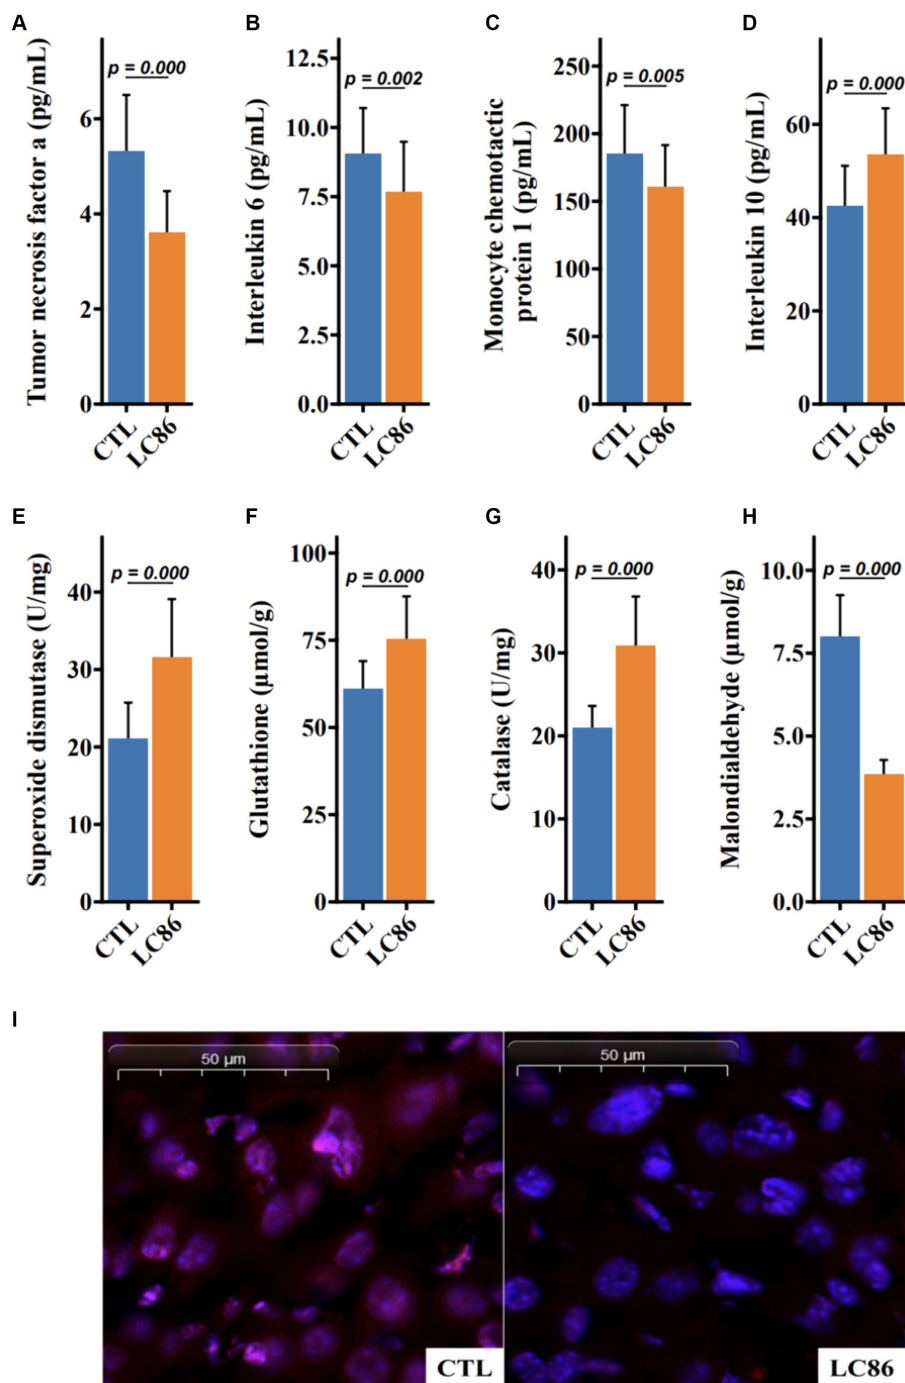 A
Tumor necrosis factor a (pg/mL)
6
4
2
0
p = 0.000
CTL
LC86
B
Interleukin 6 (pg/mL)
12.5
10.0
7.5
5.0
2.5
0.0
p = 0.002
CTL
LC86
C
Monocyte chemotactic
protein 1 (pg/mL)
250
200
150
100
50
0
p = 0.005
CTL
LC86
D
Interleukin 10 (pg/mL)
60
40
20
0
p = 0.000
CTL
LC86
E
Superoxide dismutase (U/mg)
40
30
20
10
0
p = 0.000
CTL
LC86
F
Glutathione (μmol/g)
100
75
50
25
0
p = 0.000
CTL
LC86
G
Catalase (U/mg)
40
30
20
10
0
p = 0.000
CTL
LC86
H
Malondialdehyde (μmol/g)
10.0
7.5
5.0
2.5
0.0
p = 0.000
CTL
LC86
I
50 μm
CTL
50 μm
LC86